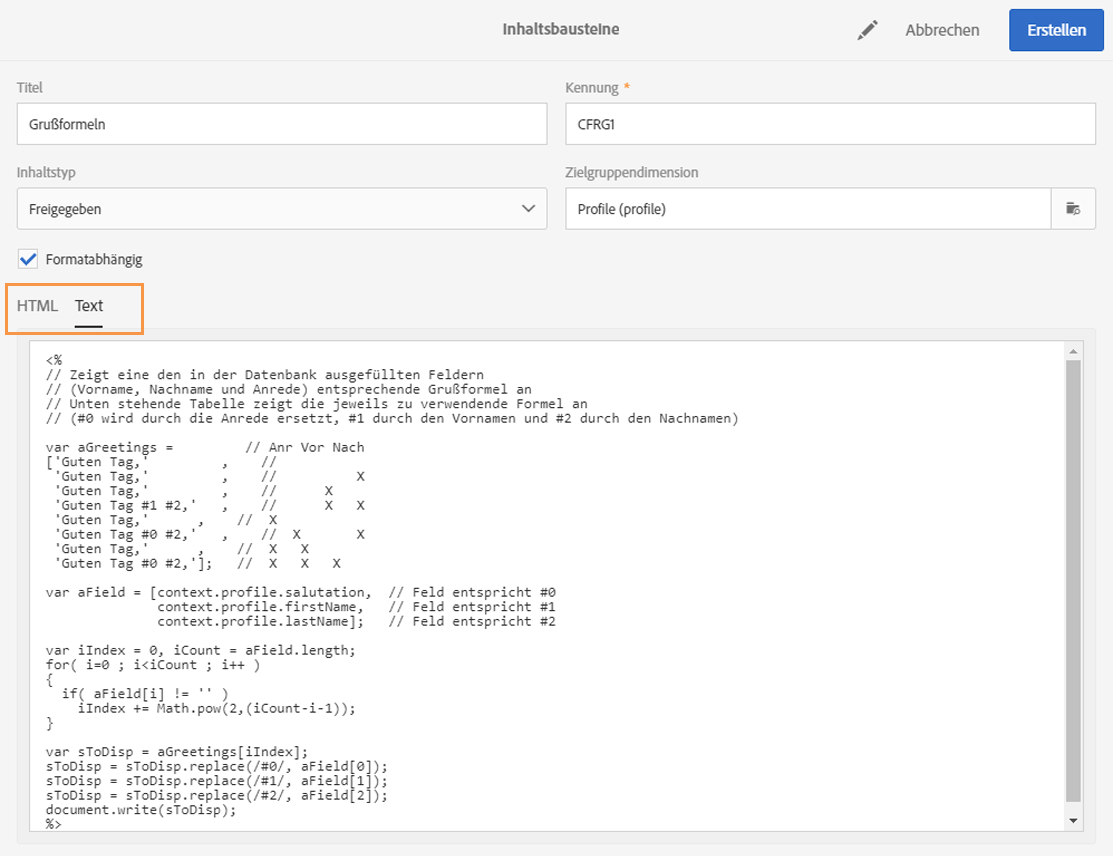 Inhaltsbausteine
Abbrechen
Erstellen
Titel
Kennung *
Grußformeln
CFRG1
Inhaltstyp
Zielgruppendimension
Freigegeben
Profile (profile)
Formatabhängig
HTML Text
<%
// Zeigt eine den in der Datenbank ausgefüllten Feldern
// (Vorname, Nachname und Anrede) entsprechende Grußformel an
// Unten stehende Tabelle zeigt die jeweils zu verwendende Formel an
// (#0 wird durch die Anrede ersetzt, #1 durch den Vornamen und #2 durch den Nachnamen)
var aGreetings =         // Anr Vor Nach
['Guten Tag,'         ,    //
 'Guten Tag,'         ,    //          X
 'Guten Tag,'         ,    //      X
 'Guten Tag #1 #2,'   ,    //      X   X
 'Guten Tag,'      ,    //  X
 'Guten Tag #0 #2,'   ,    //  X       X
 'Guten Tag,'      ,    //  X   X
 'Guten Tag #0 #2,'];   //  X   X   X
var aField = [context.profile.salutation,  // Feld entspricht #0
              context.profile.firstName,   // Feld entspricht #1
              context.profile.lastName];   // Feld entspricht #2
var iIndex = 0, iCount = aField.length;
for( i=0 ; i<iCount ; i++ )
{
  if( aField[i] != '' )
    iIndex += Math.pow(2,(iCount-i-1));
}
var sToDisp = aGreetings[iIndex];
sToDisp = sToDisp.replace(/#0/, aField[0]);
sToDisp = sToDisp.replace(/#1/, aField[1]);
sToDisp = sToDisp.replace(/#2/, aField[2]);
document.write(sToDisp);
%>